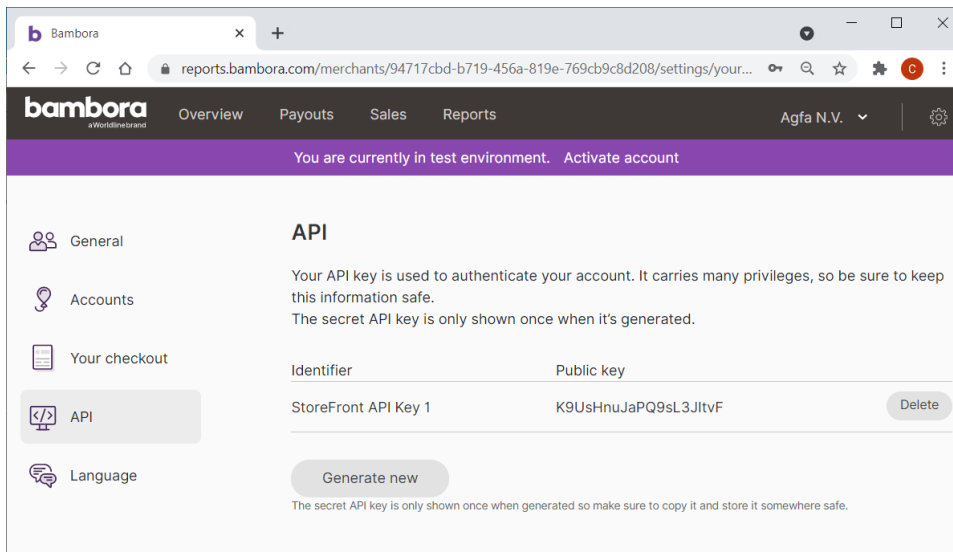 Bambora
reports.bambora.com/merchants/94717cbd-b719-456a-819e-769cb9c8d208/settings/your...
C
bambora
aWorldlinebrand
Overview Payouts Sales Reports Agfa N.V.
You are currently in test environment. Activate account
General
Accounts
Your checkout
API
Language
API
Your API key is used to authenticate your account. It carries many privileges, so be sure to keep
this information safe.
The secret API key is only shown once when it's generated.
Identifier Public key
StoreFront API Key 1 K9UsHnuJaPQ9sL3JltvF Delete
Generate new
The secret API key is only shown once when generated so make sure to copy it and store it somewhere safe.